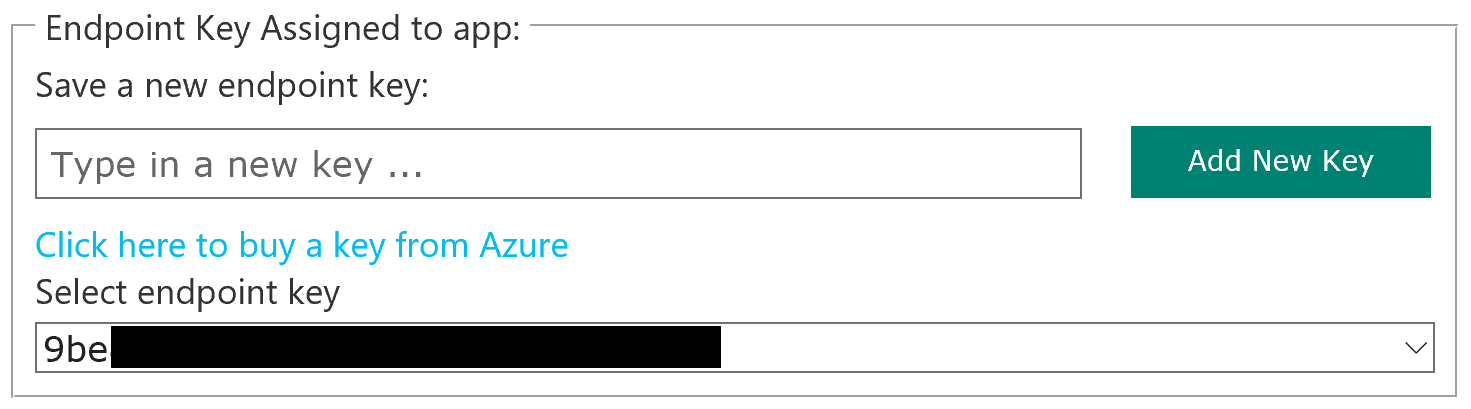 Endpoint Key Assigned to app:
Save a new endpoint key:
Type in a new key ...
Add New Key
Click here to buy a key from Azure
Select endpoint key
9be